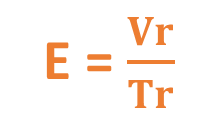 E = Vr
Tr